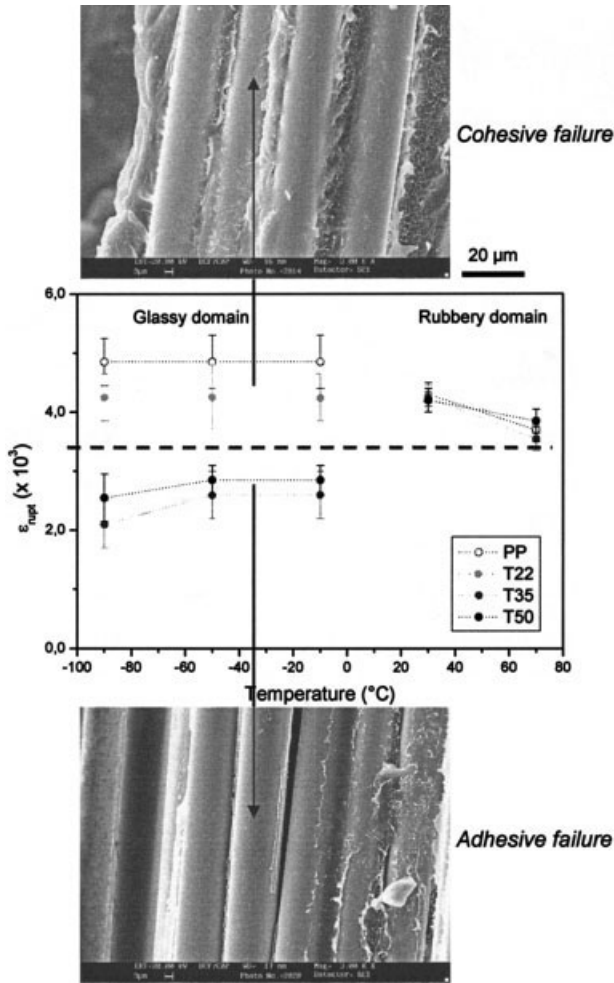 Cohesive failure
20 µm
Glassy domain
Rubbery domain
6,0
4,0
2,0
0,0
ε_rupt (x 10³)
PP
T22
T35
T50
-100 -80 -60 -40 -20 0 20 40 60 80
Temperature (°C)
Adhesive failure